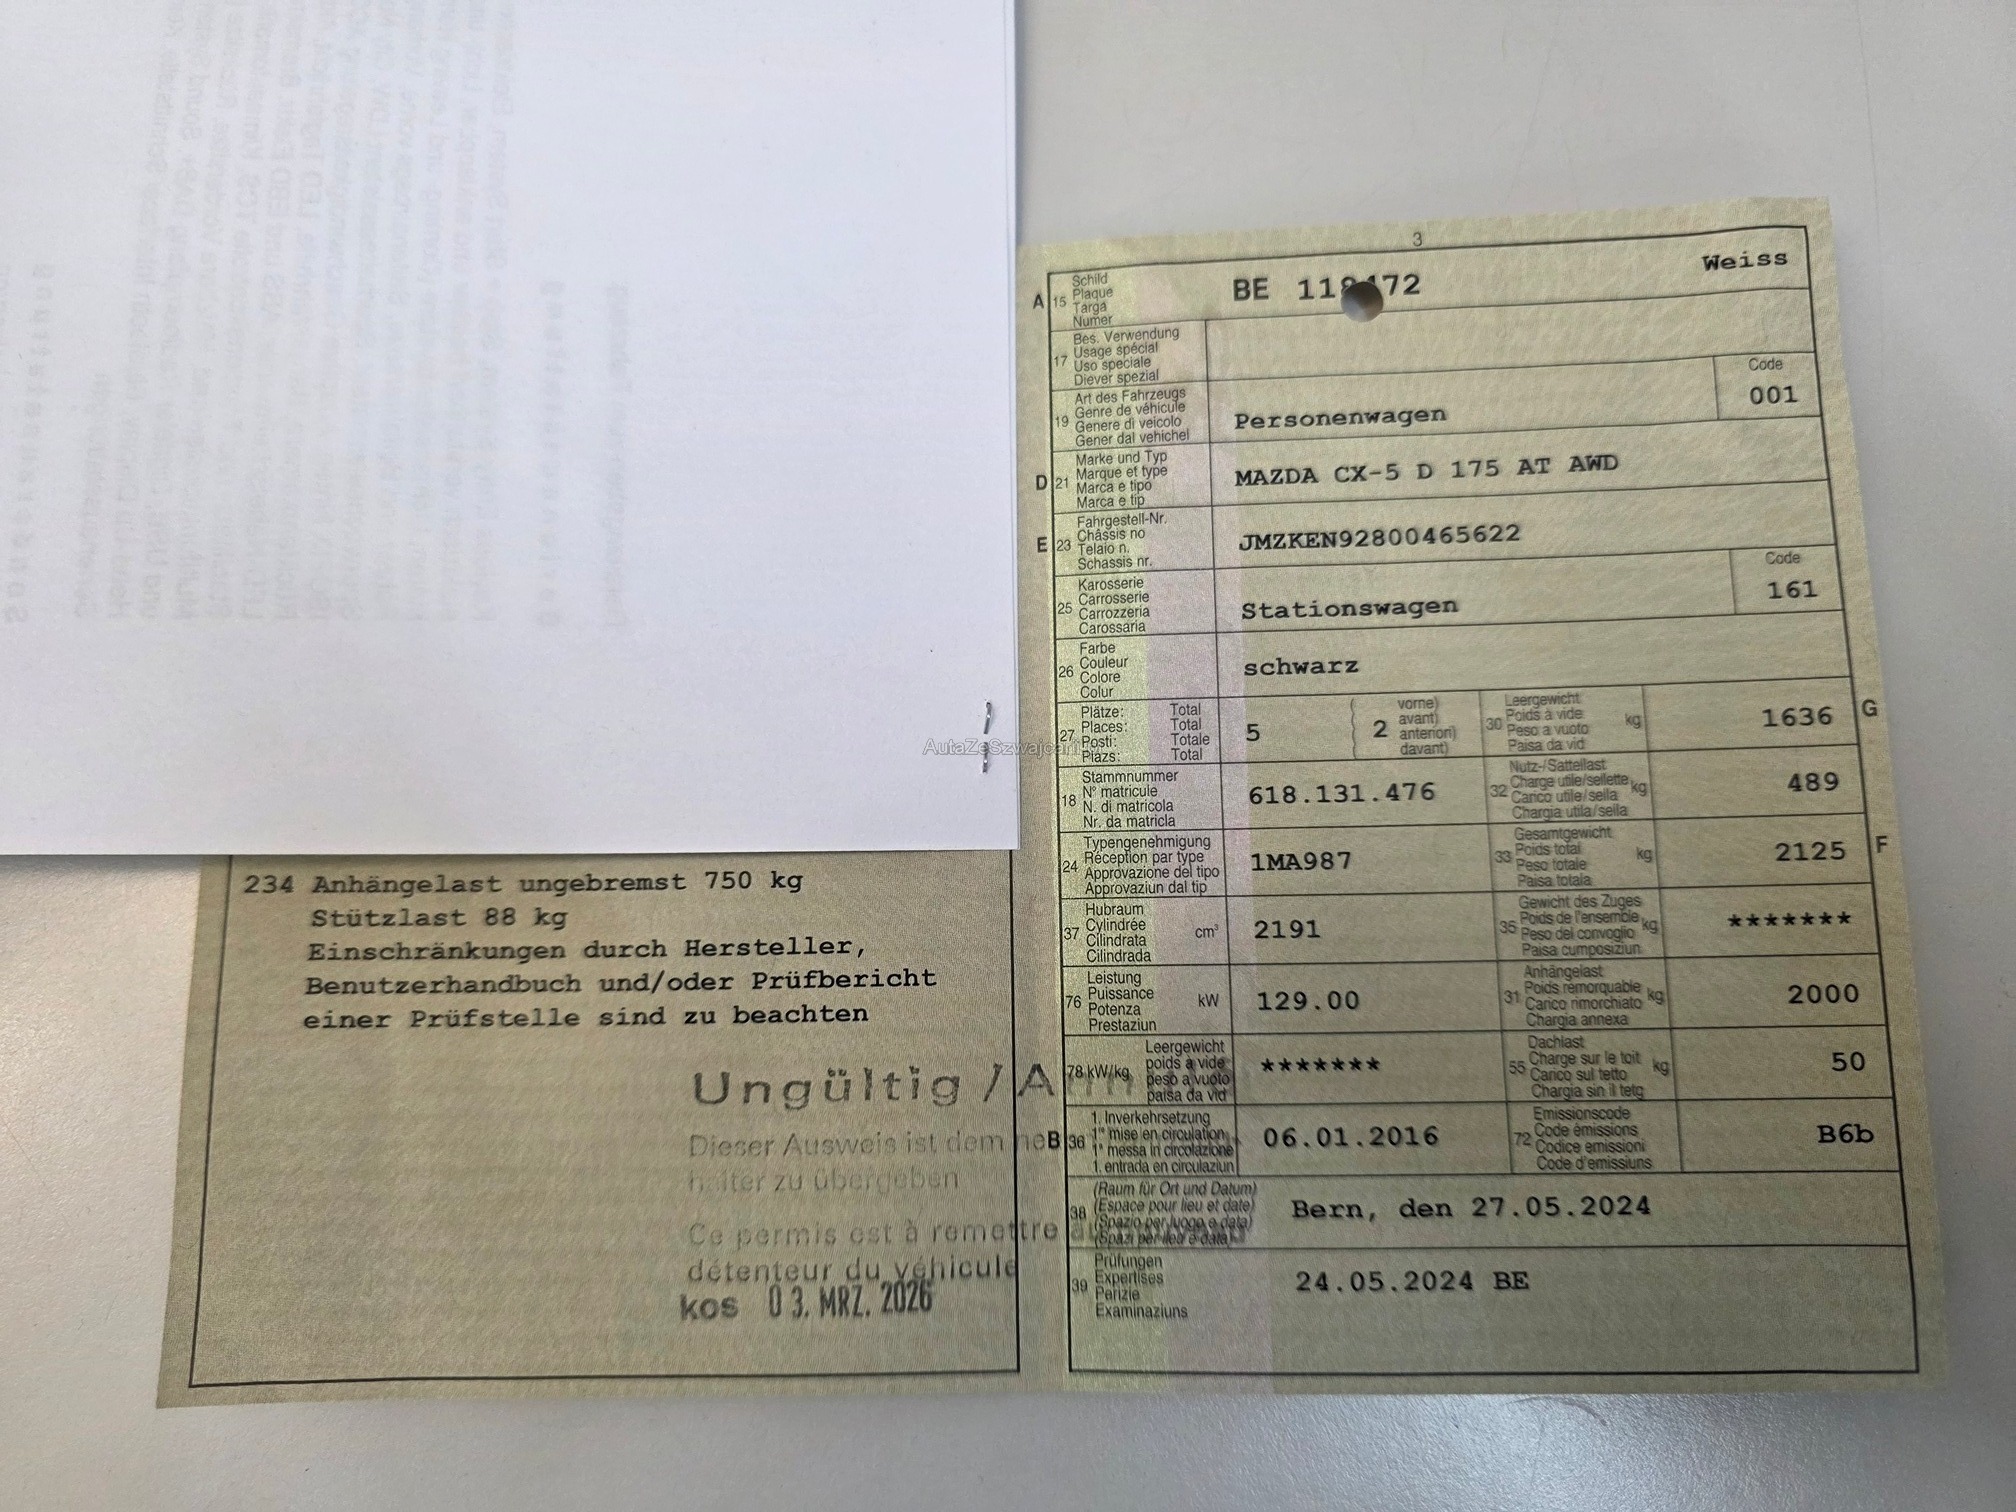 234 Anhängelast ungebremst 750 kg
Stützlast 88 kg
Einschränkungen durch Hersteller,
Benutzerhandbuch und/oder Prüfbericht
einer Prüfstelle sind zu beachten
Ungültig / A
Dieser Ausweis ist dem ne
halter zu übergeben
Ce permis est à remettre au
détenteur du véhicule
kos 03. MRZ. 2026
AutaZeSzwajcarii
3
A 15 Schild
Plaque
Targa
Numer
BE 118 72
Weiss
17 Bes. Verwendung
Usage spécial
Uso speciale
Diever spezial
19 Art des Fahrzeugs
Genre de véhicule
Genere di veicolo
Gener dal vehichel
Personenwagen
Code
001
D 21 Marke und Typ
Marque et type
Marca e tipo
Marca e tip
MAZDA CX-5 D 175 AT AWD
E 23 Fahrgestell-Nr.
Châssis no
Telaio n.
Schassis nr.
JMZKEN92800465622
25 Karosserie
Carrosserie
Carrozzeria
Carossaria
Stationswagen
Code
161
26 Farbe
Couleur
Colore
Colur
schwarz
27 Plätze: Total
Places: Total
Posti: Totale
Plazs: Total
5
2
vorne)
avant)
anteriori)
davant)
30 Leergewicht
Poids à vide
Peso a vuoto
Paisa da vid
kg
1636 G
18 Stammnummer
N° matricule
N. di matricola
Nr. da matricla
618.131.476
32 Nutz-/Sattellast
Charge utile/sellette
Carico utile/sella
Chargia utila/sella
kg
489
24 Typengenehmigung
Réception par type
Approvazione del tipo
Approvaziun dal tip
1MA987
33 Gesamtgewicht
Poids total
Peso totale
Paisa totala
kg
2125 F
37 Hubraum
Cylindrée
Cilindrata
Cilindrada
cm³
2191
35 Gewicht des Zuges
Poids de l'ensemble
Peso del convoglio
Paisa cumposiziun
kg
*******
76 Leistung
Puissance
Potenza
Prestaziun
kW
129.00
31 Anhängelast
Poids remorquable
Carico rimorchiato
Chargia annexa
kg
2000
78 kW/kg
Leergewicht
poids à vide
peso a vuoto
paisa da vid
*******
55 Dachlast
Charge sur le toit
Carico sul tetto
Chargia sin il tetg
kg
50
B 36 1. Inverkehrsetzung
1re mise en circulation
1a messa in circolazione
1. entrada en circulaziun
06.01.2016
72 Emissionscode
Code émissions
Codice emissioni
Code d'emissiuns
B6b
38 (Raum für Ort und Datum)
(Espace pour lieu et date)
(Spazio per luogo e data)
(Spazi per lieu e data)
Bern, den 27.05.2024
39 Prüfungen
Expertises
Perizie
Examinaziuns
24.05.2024 BE